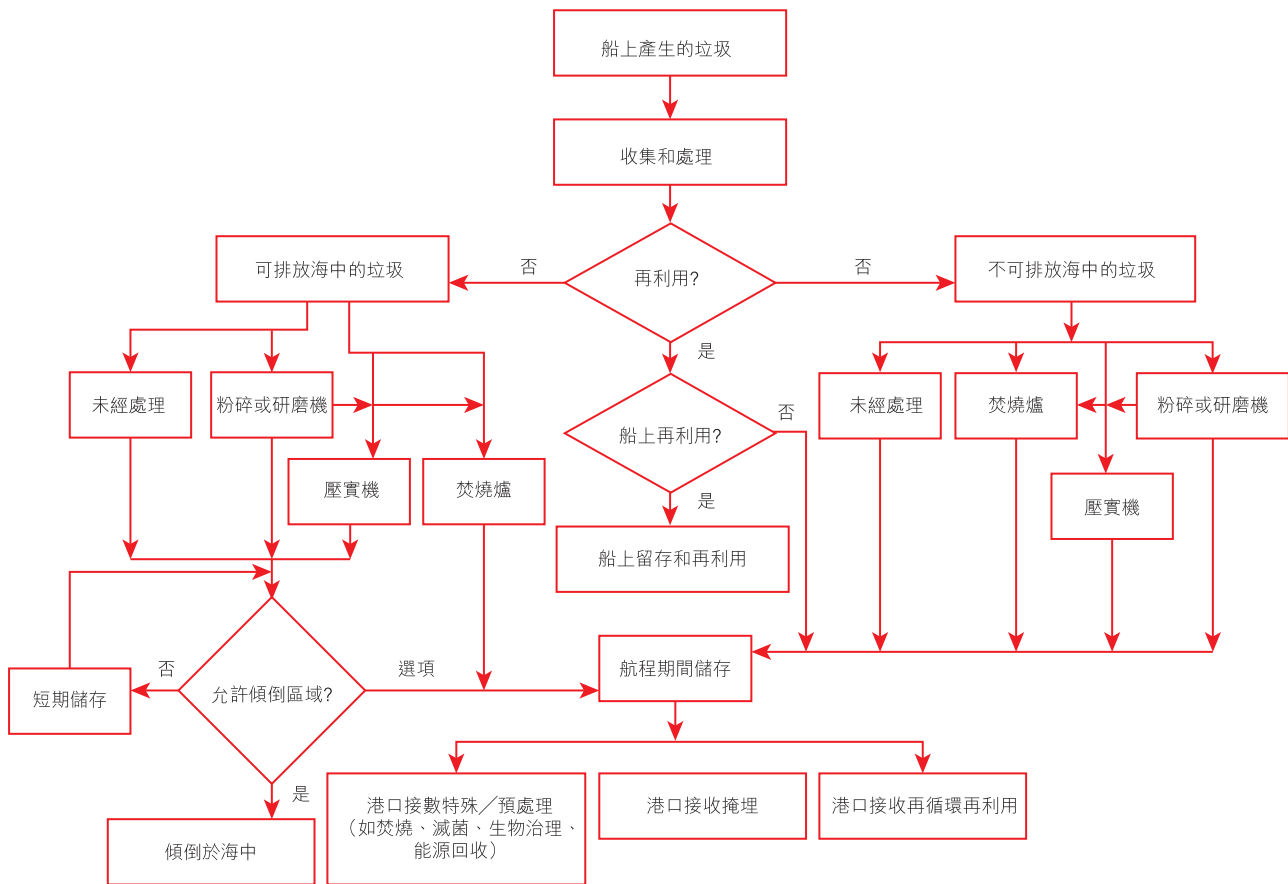 船上產生的垃圾
收集和處理
可排放海中的垃圾
否
再利用?
否
不可排放海中的垃圾
是
未經處理
粉碎或研磨機
船上再利用?
否
未經處理
焚燒爐
粉碎或研磨機
壓實機
焚燒爐
是
壓實機
船上留存和再利用
短期儲存
否
允許傾倒區域?
選項
航程期間儲存
是
傾倒於海中
港口接數特殊／預處理
（如焚燒、滅菌、生物治理、
能源回收）
港口接收掩埋
港口接收再循環再利用